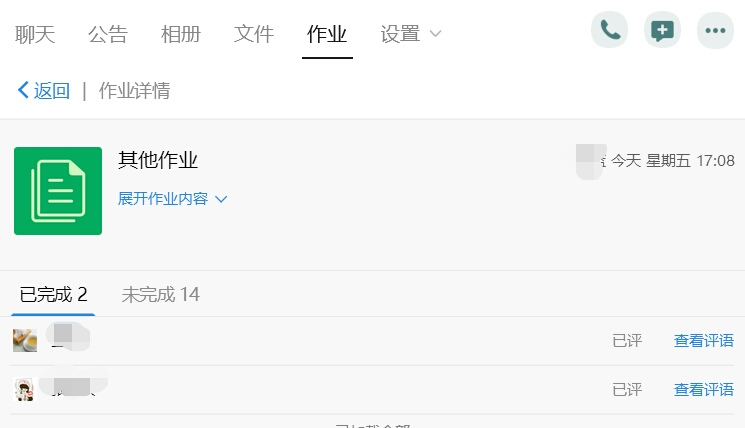 聊天 公告 相册 文件 作业 设置
返回 | 作业详情
其他作业
今天 星期五 17:08
展开作业内容
已完成 2 未完成 14
已评 查看评语
已评 查看评语